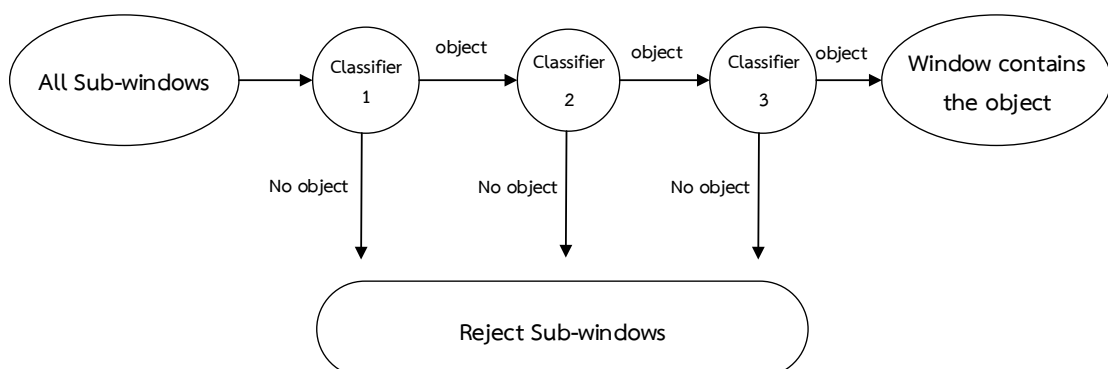 All Sub-windows
Classifier
1
object
Classifier
2
object
Classifier
3
object
Window contains
the object
No object
No object
No object
Reject Sub-windows